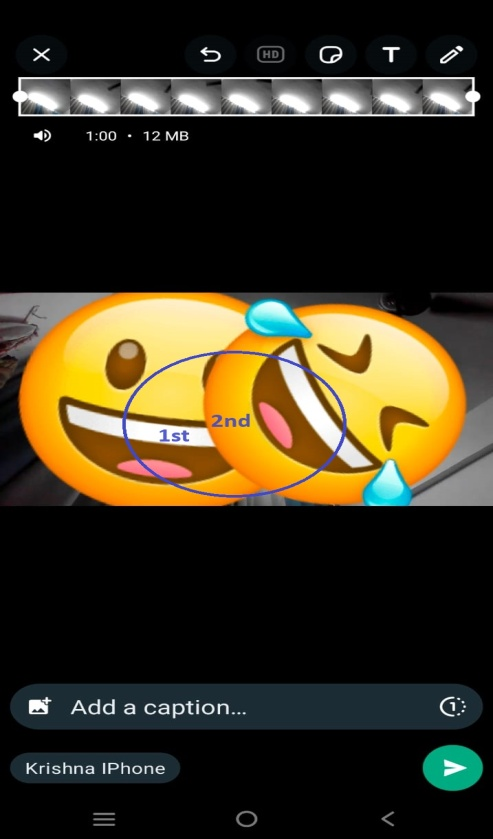 HD
T
1:00 • 12 MB
1st
2nd
Add a caption...
1
Krishna IPhone